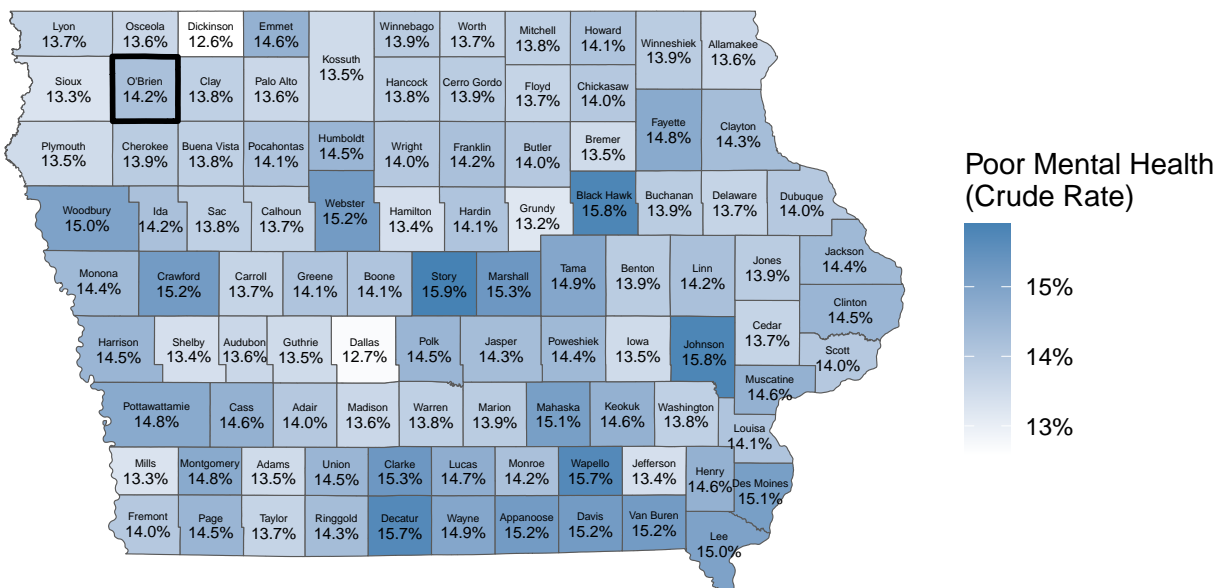 Lyon
13.7%
Osceola
13.6%
Dickinson
12.6%
Emmet
14.6%
Kossuth
13.5%
Winnebago
13.9%
Worth
13.7%
Mitchell
13.8%
Howard
14.1%
Winneshiek
13.9%
Allamakee
13.6%
Sioux
13.3%
O'Brien
14.2%
Clay
13.8%
Palo Alto
13.6%
Hancock
13.8%
Cerro Gordo
13.9%
Floyd
13.7%
Chickasaw
14.0%
Fayette
14.8%
Clayton
14.3%
Plymouth
13.5%
Cherokee
13.9%
Buena Vista
13.8%
Pocahontas
14.1%
Humboldt
14.5%
Wright
14.0%
Franklin
14.2%
Butler
14.0%
Bremer
13.5%
Woodbury
15.0%
Ida
14.2%
Sac
13.8%
Calhoun
13.7%
Webster
15.2%
Hamilton
13.4%
Hardin
14.1%
Grundy
13.2%
Black Hawk
15.8%
Buchanan
13.9%
Delaware
13.7%
Dubuque
14.0%
Monona
14.4%
Crawford
15.2%
Carroll
13.7%
Greene
14.1%
Boone
14.1%
Story
15.9%
Marshall
15.3%
Tama
14.9%
Benton
13.9%
Linn
14.2%
Jones
13.9%
Jackson
14.4%
Clinton
14.5%
Harrison
14.5%
Shelby
13.4%
Audubon
13.6%
Guthrie
13.5%
Dallas
12.7%
Polk
14.5%
Jasper
14.3%
Poweshiek
14.4%
Iowa
13.5%
Johnson
15.8%
Cedar
13.7%
Scott
14.0%
Muscatine
14.6%
Pottawattamie
14.8%
Cass
14.6%
Adair
14.0%
Madison
13.6%
Warren
13.8%
Marion
13.9%
Mahaska
15.1%
Keokuk
14.6%
Washington
13.8%
Louisa
14.1%
Mills
13.3%
Montgomery
14.8%
Adams
13.5%
Union
14.5%
Clarke
15.3%
Lucas
14.7%
Monroe
14.2%
Wapello
15.7%
Jefferson
13.4%
Henry
14.6%
Des Moines
15.1%
Fremont
14.0%
Page
14.5%
Taylor
13.7%
Ringgold
14.3%
Decatur
15.7%
Wayne
14.9%
Appanoose
15.2%
Davis
15.2%
Van Buren
15.2%
Lee
15.0%
Poor Mental Health
(Crude Rate)
15%
14%
13%